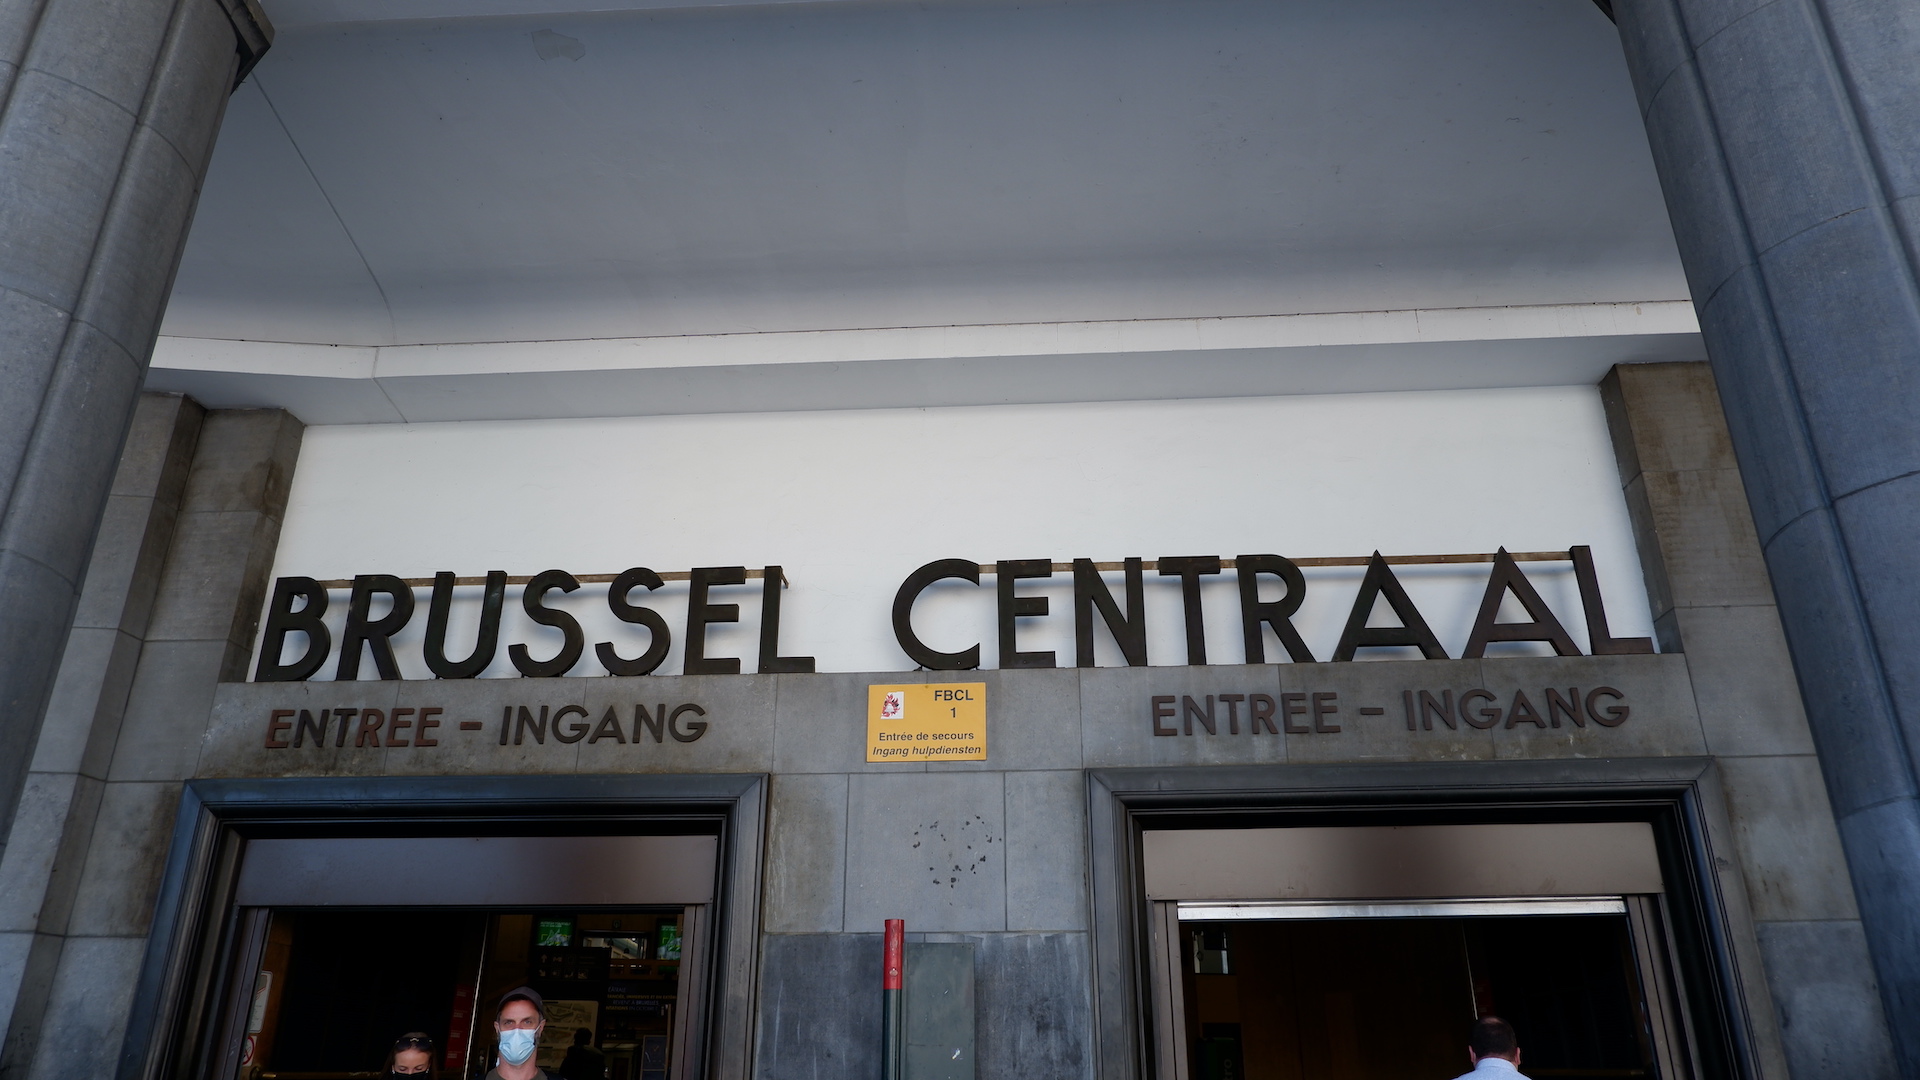 BRUSSEL CENTRAAL
ENTREE - INGANG
ENTREE - INGANG
FBCL
1
Entrée de secours
Ingang hulpdiensten